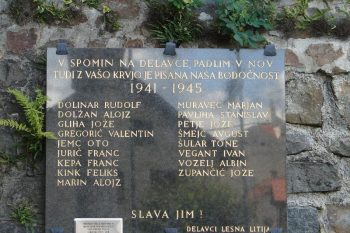 V SPOMIN NA DELAVCE PADLIM V NOV
TUDI Z VAŠO KRVJO JE PISANA NAŠA BODOČNOST
1941 - 1945
DOLINAR RUDOLF
DOLŽAN ALOJZ
GLIHA JOŽE
GREGORIČ VALENTIN
JEMC OTO
JURIČ FRANC
KEPA FRANC
KINK FELIKS
MARIN ALOJZ
MURAVEC MARJAN
PAVLIHA STANISLAV
PETJE JOŽE
ŠMEJC AVGUST
ŠULAR TONE
VEGANT IVAN
VOZELJ ALBIN
ZUPANČIČ JOŽE
SLAVA JIM !
DELAVCI LESNA LITIJA